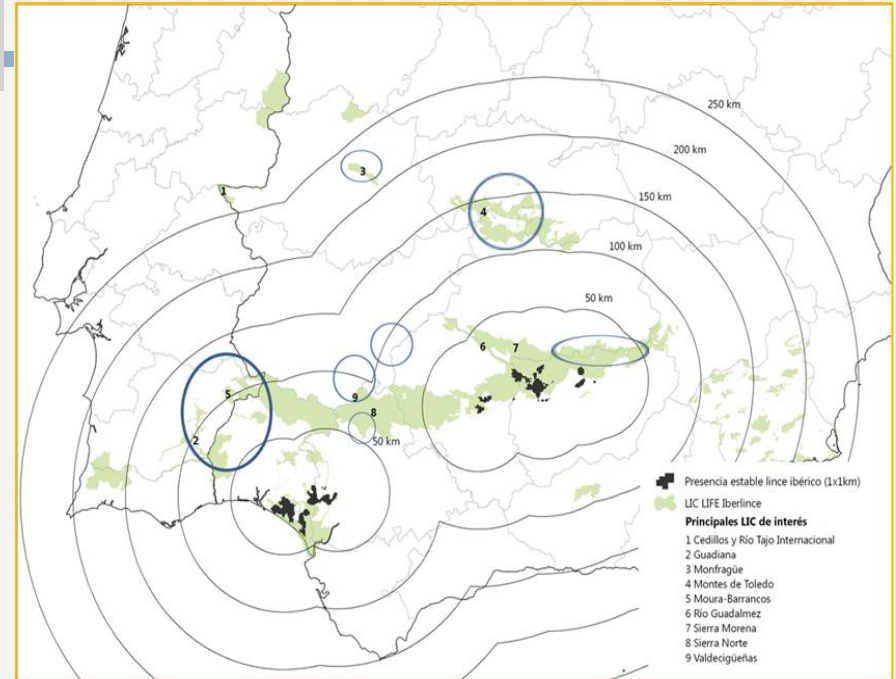 250 km
200 km
150 km
100 km
50 km
50 km
1
2
3
4
5
6
7
8
9
Presencia estable lince ibérico (1x1km)
LIC LIFE Iberlince
Principales LIC de interés
1 Cedillos y Río Tajo Internacional
2 Guadiana
3 Monfragüe
4 Montes de Toledo
5 Moura-Barrancos
6 Río Guadalmez
7 Sierra Morena
8 Sierra Norte
9 Valdecigüeñas